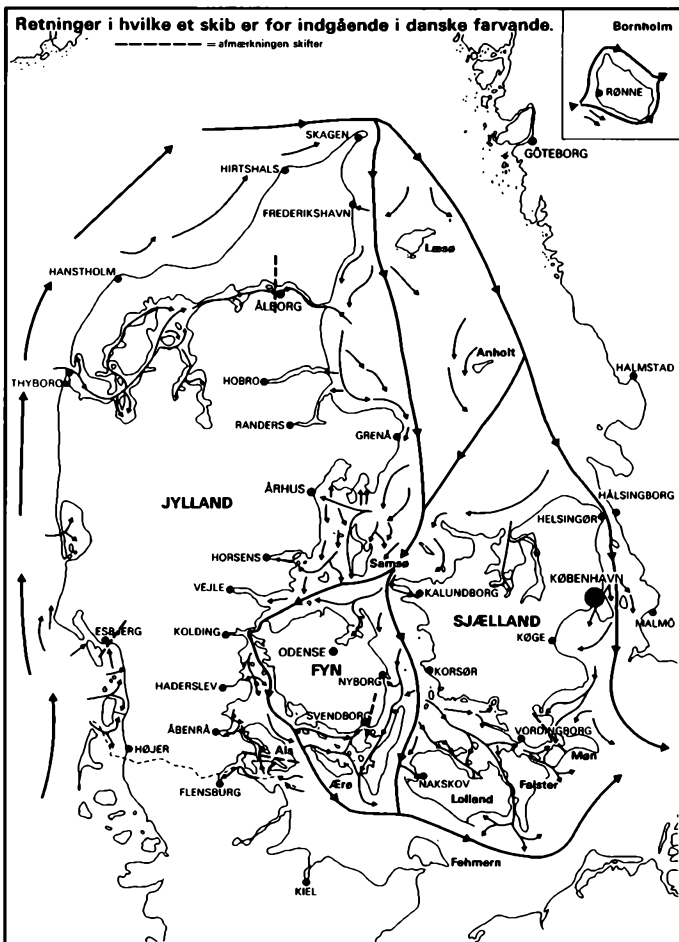 Retninger i hvilke et skib er for indgående i danske farvande.
= afmærkningen skifter
Bornholm
RØNNE
SKAGEN
GÖTEBORG
HIRTSHALS
FREDERIKSHAVN
Læsø
HANSTHOLM
ÅLBORG
Anholt
HALMSTAD
THYBORØ
HOBRO
RANDERS
GRENÅ
JYLLAND
ÅRHUS
HÅLSINGBORG
HELSINGØR
HORSENS
Samsø
KØBENHAVN
VEJLE
KALUNDBORG
SJÆLLAND
MALMÖ
ESBJERG
KOLDING
KØGE
ODENSE
FYN
KORSØR
HADERSLEV
NYBORG
SVENDBORG
VORDINGBORG
ÅBENRÅ
Als
Møn
HØJER
FLENSBURG
Ærø
NAKSKOV
Lolland
Falster
Fehmern
KIEL